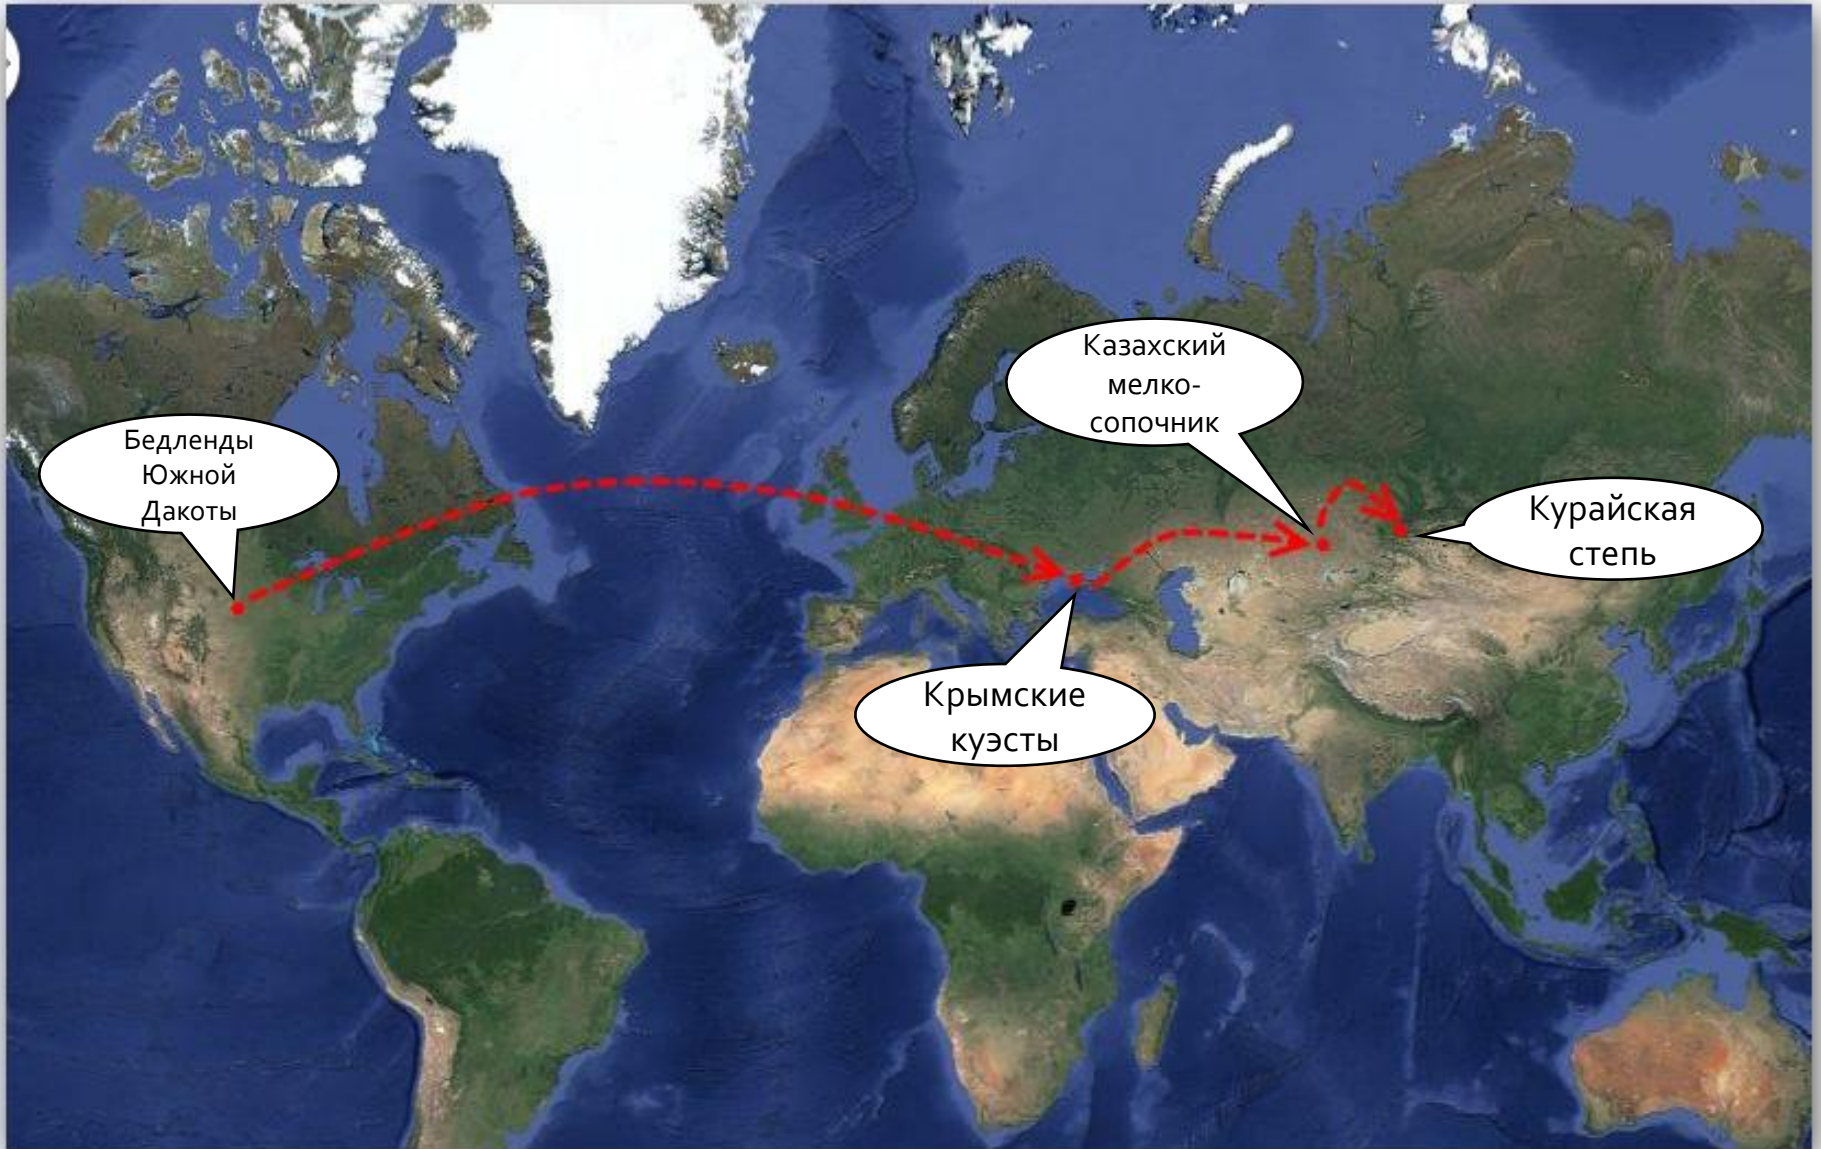 Казахский
мелко-
сопочник
Бедленды
Южной
Дакоты
Курайская
степь
Крымские
куэсты